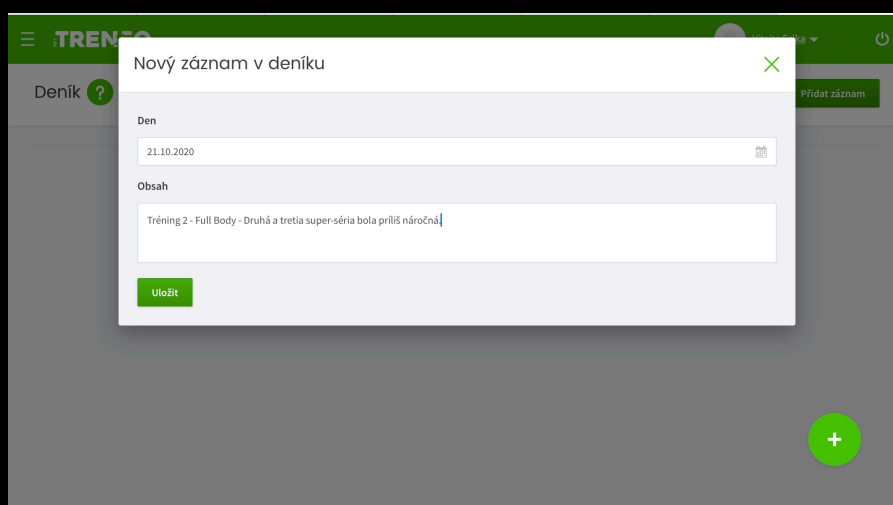 Nový záznam v deníku
Deník ?
Přidat záznam
Den
21.10.2020
Obsah
Tréning 2 - Full Body - Druhá a tretia super-séria bola príliš náročná.
Uložit